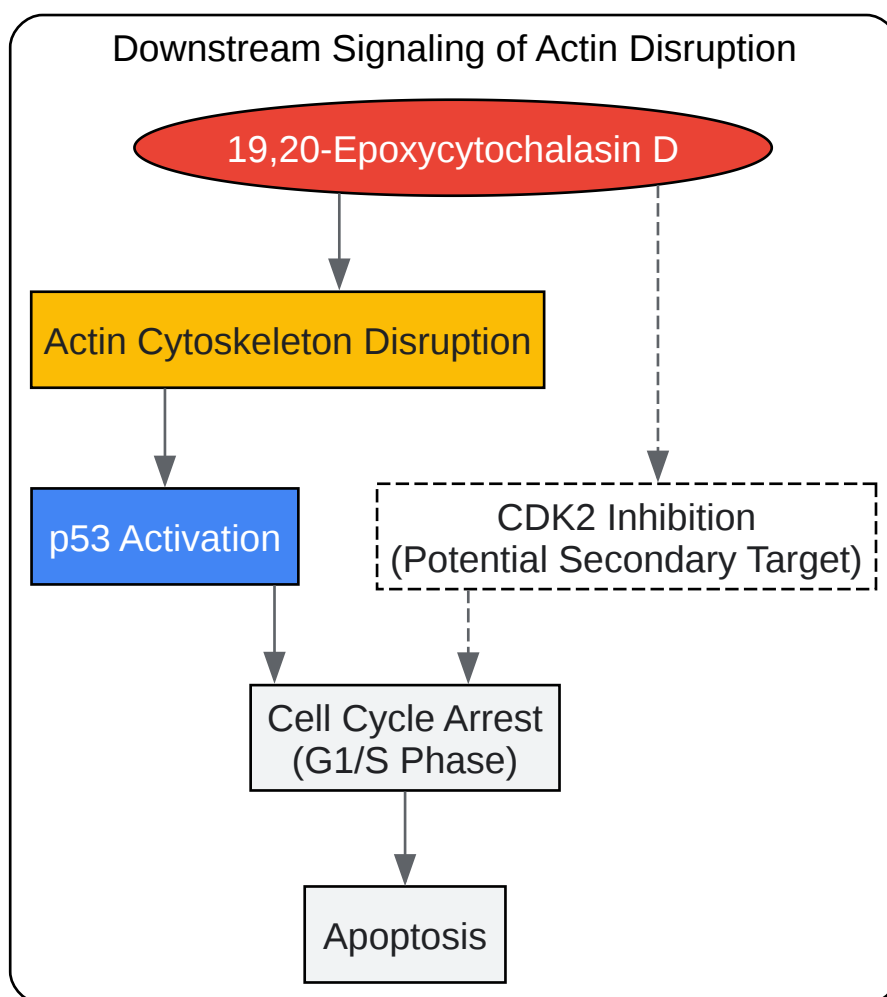 Downstream Signaling of Actin Disruption
19,20-Epoxycytochalasin D
Actin Cytoskeleton Disruption
p53 Activation
CDK2 Inhibition
(Potential Secondary Target)
Cell Cycle Arrest
(G1/S Phase)
Apoptosis